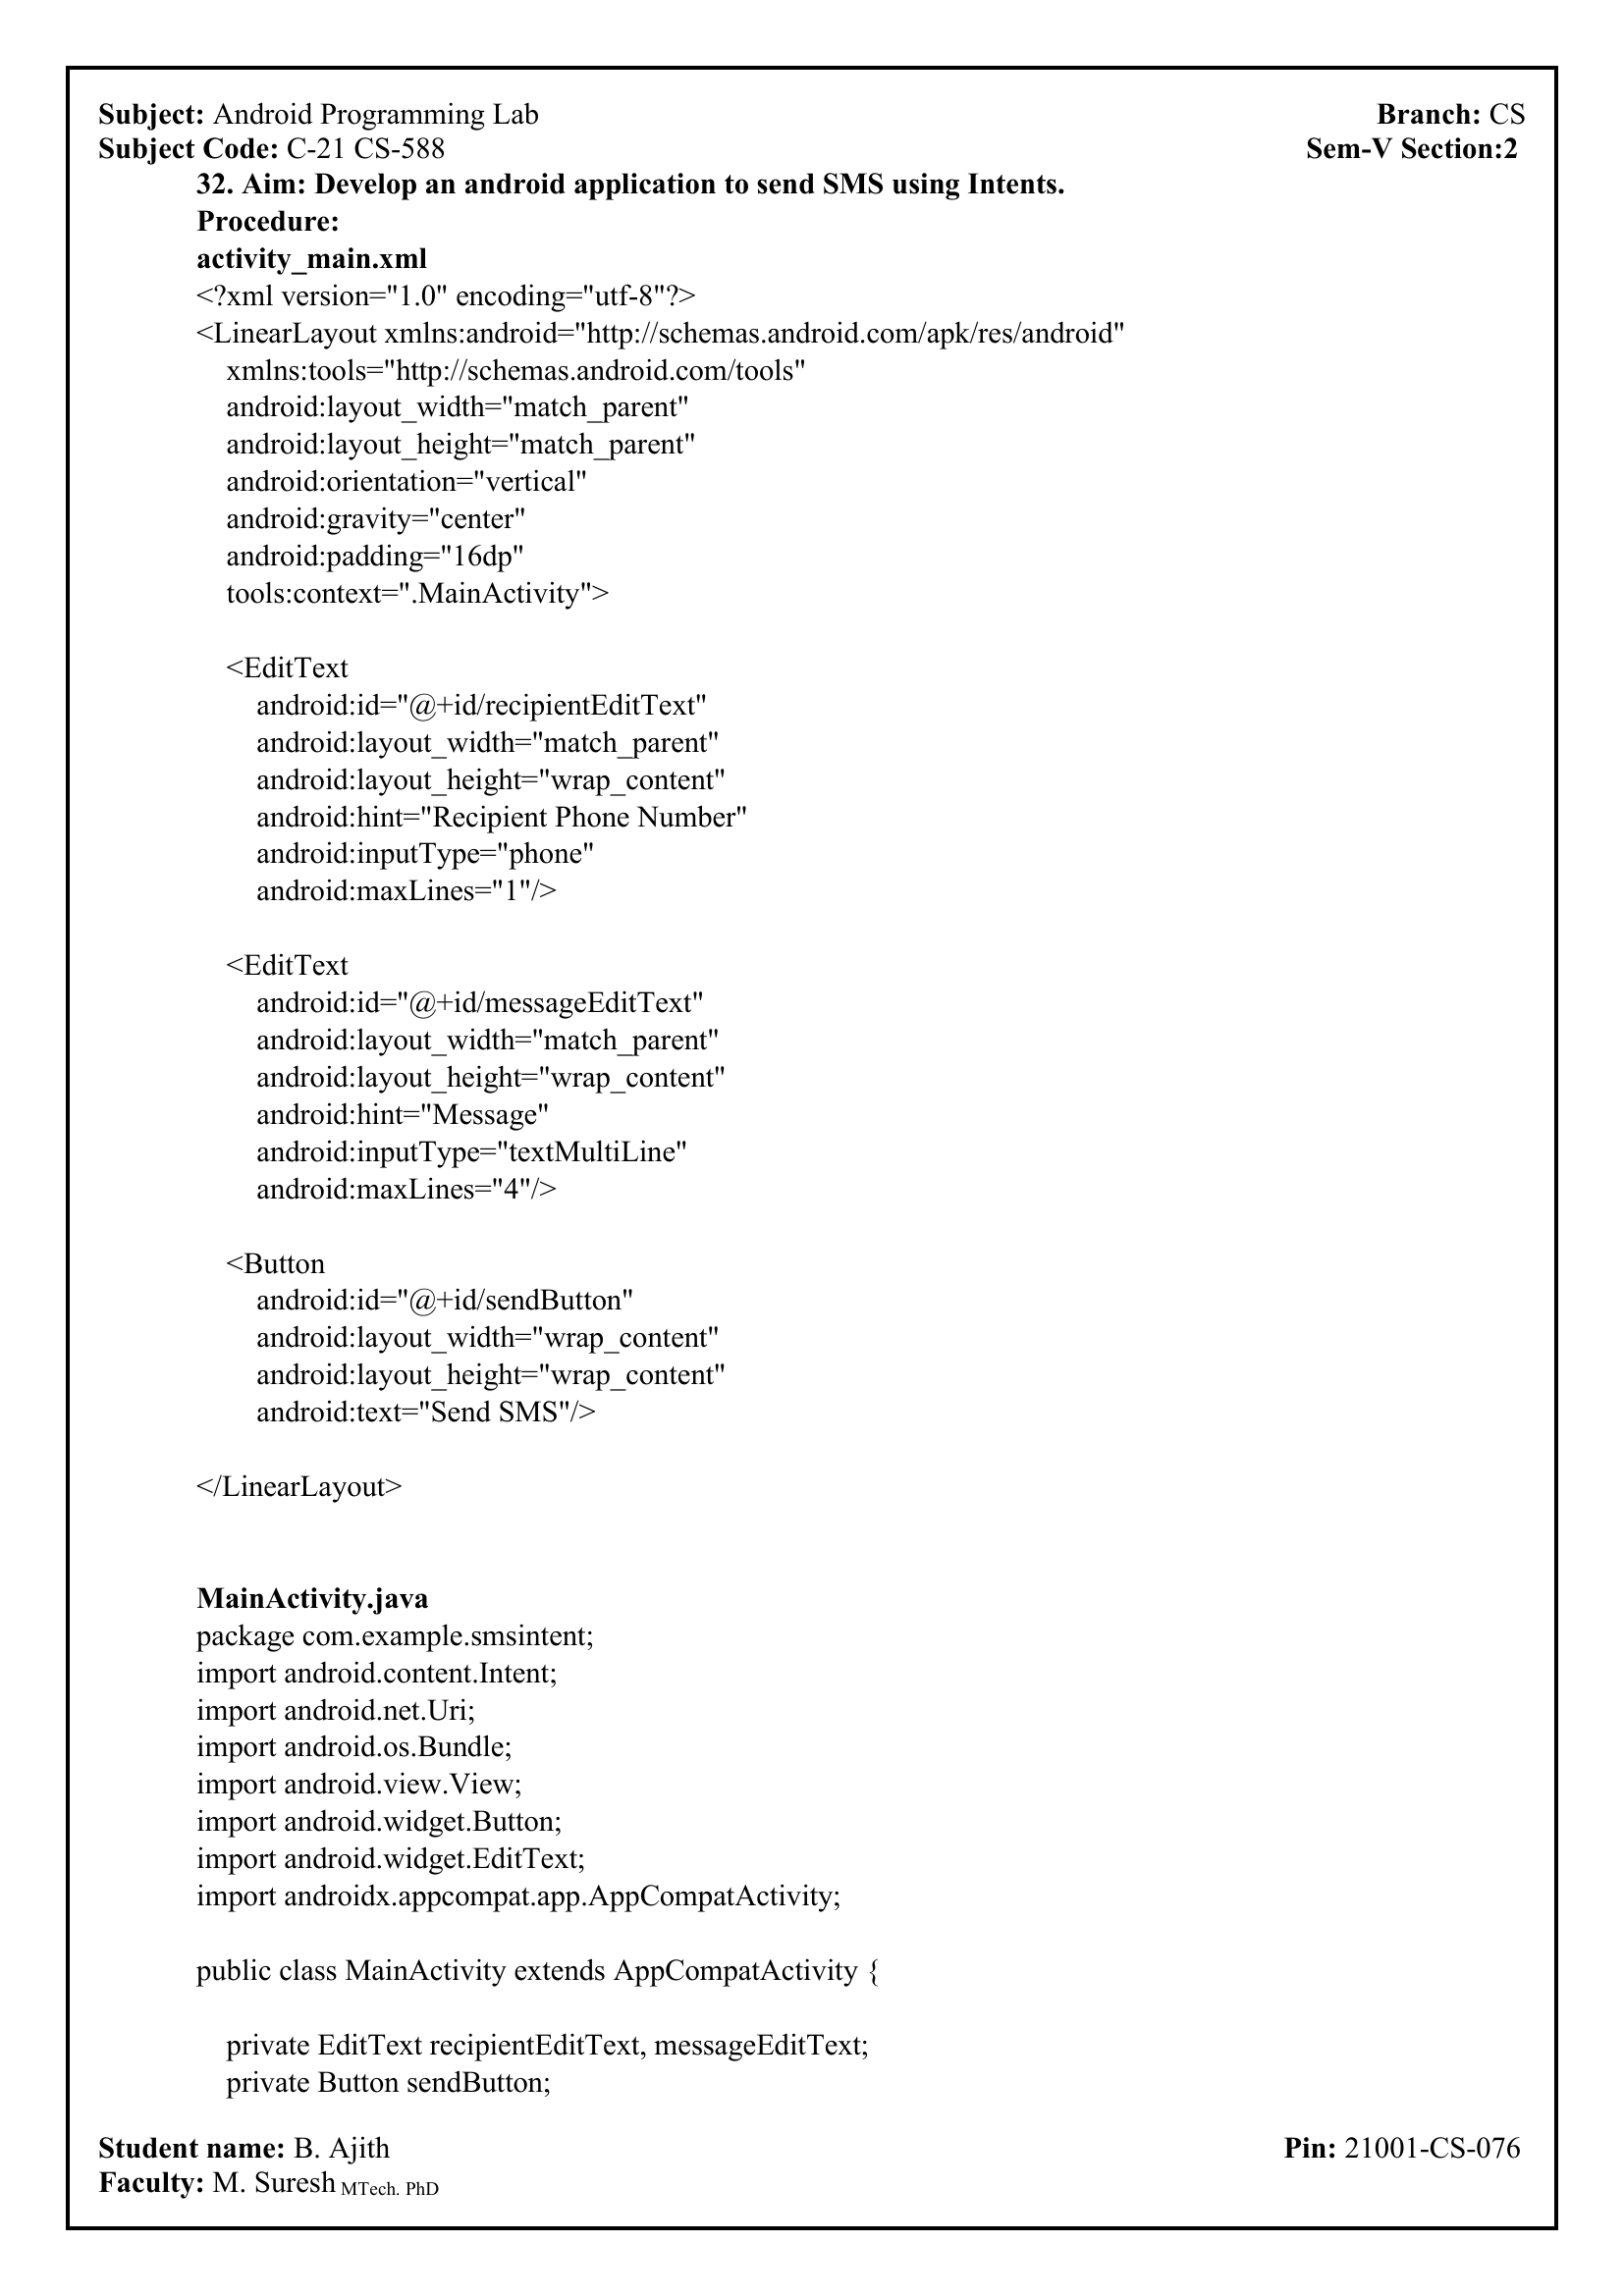 Subject: Android Programming Lab Branch: CS
Subject Code: C-21 CS-588 Sem-V Section:2
32. Aim: Develop an android application to send SMS using Intents.
Procedure:
activity_main.xml
<?xml version="1.0" encoding="utf-8"?>
<LinearLayout xmlns:android="http://schemas.android.com/apk/res/android"
xmlns:tools="http://schemas.android.com/tools"
android:layout_width="match_parent"
android:layout_height="match_parent"
android:orientation="vertical"
android:gravity="center"
android:padding="16dp"
tools:context=".MainActivity">
<EditText
android:id="@+id/recipientEditText"
android:layout_width="match_parent"
android:layout_height="wrap_content"
android:hint="Recipient Phone Number"
android:inputType="phone"
android:maxLines="1"/>
<EditText
android:id="@+id/messageEditText"
android:layout_width="match_parent"
android:layout_height="wrap_content"
android:hint="Message"
android:inputType="textMultiLine"
android:maxLines="4"/>
<Button
android:id="@+id/sendButton"
android:layout_width="wrap_content"
android:layout_height="wrap_content"
android:text="Send SMS"/>
</LinearLayout>
MainActivity.java
package com.example.smsintent;
import android.content.Intent;
import android.net.Uri;
import android.os.Bundle;
import android.view.View;
import android.widget.Button;
import android.widget.EditText;
import androidx.appcompat.app.AppCompatActivity;
public class MainActivity extends AppCompatActivity {
private EditText recipientEditText, messageEditText;
private Button sendButton;
Student name: B. Ajith Pin: 21001-CS-076
Faculty: M. Suresh MTech. PhD